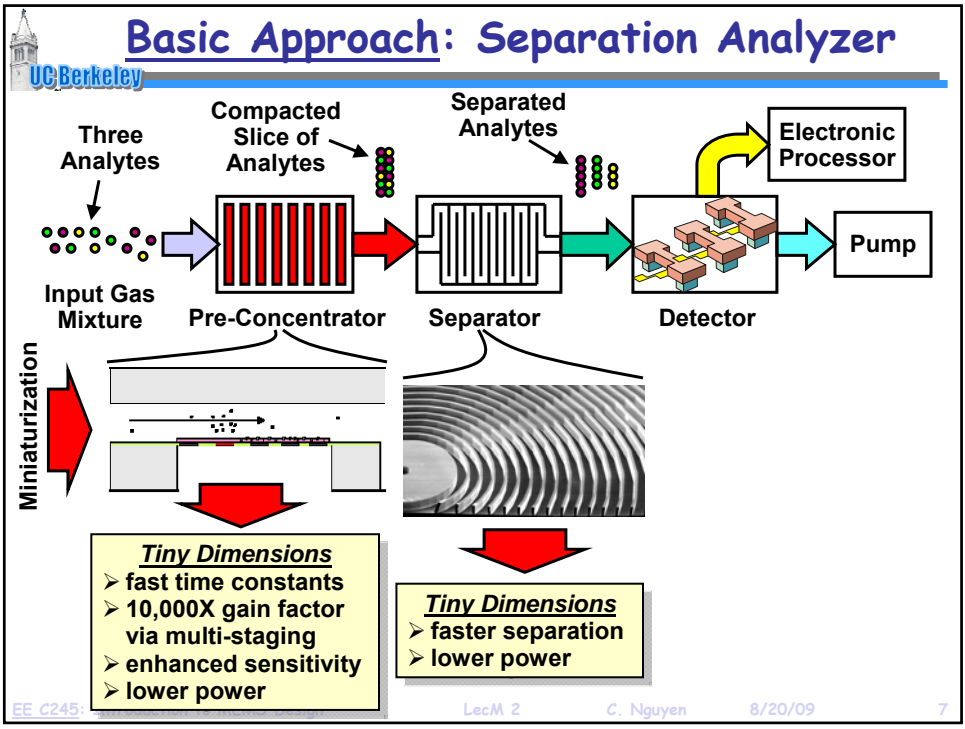 Basic Approach: Separation Analyzer
UC Berkeley
Three
Analytes
Compacted
Slice of
Analytes
Separated
Analytes
Electronic
Processor
Pump
Input Gas
Mixture
Pre-Concentrator
Separator
Detector
Miniaturization
Tiny Dimensions
➢ fast time constants
➢ 10,000X gain factor
via multi-staging
➢ enhanced sensitivity
➢ lower power
Tiny Dimensions
➢ faster separation
➢ lower power
EE C245:
LecM 2
C. Nguyen
8/20/09
7